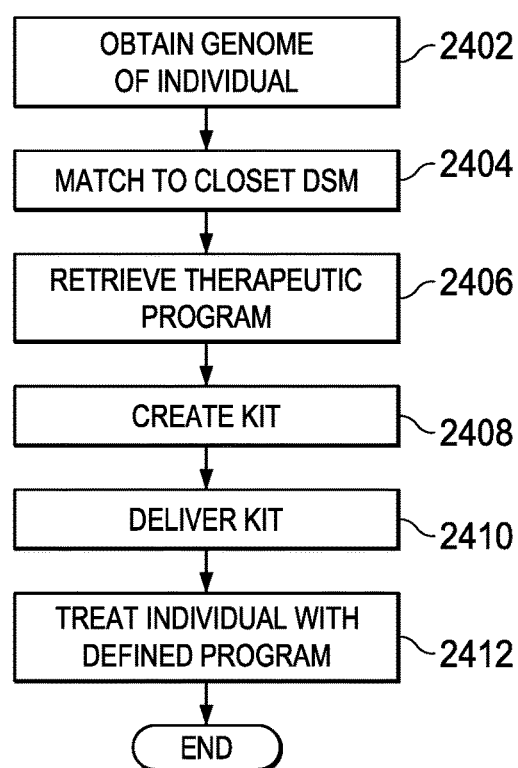 OBTAIN GENOME
OF INDIVIDUAL
2402
MATCH TO CLOSET DSM
2404
RETRIEVE THERAPEUTIC
PROGRAM
2406
CREATE KIT
2408
DELIVER KIT
2410
TREAT INDIVIDUAL WITH
DEFINED PROGRAM
2412
END